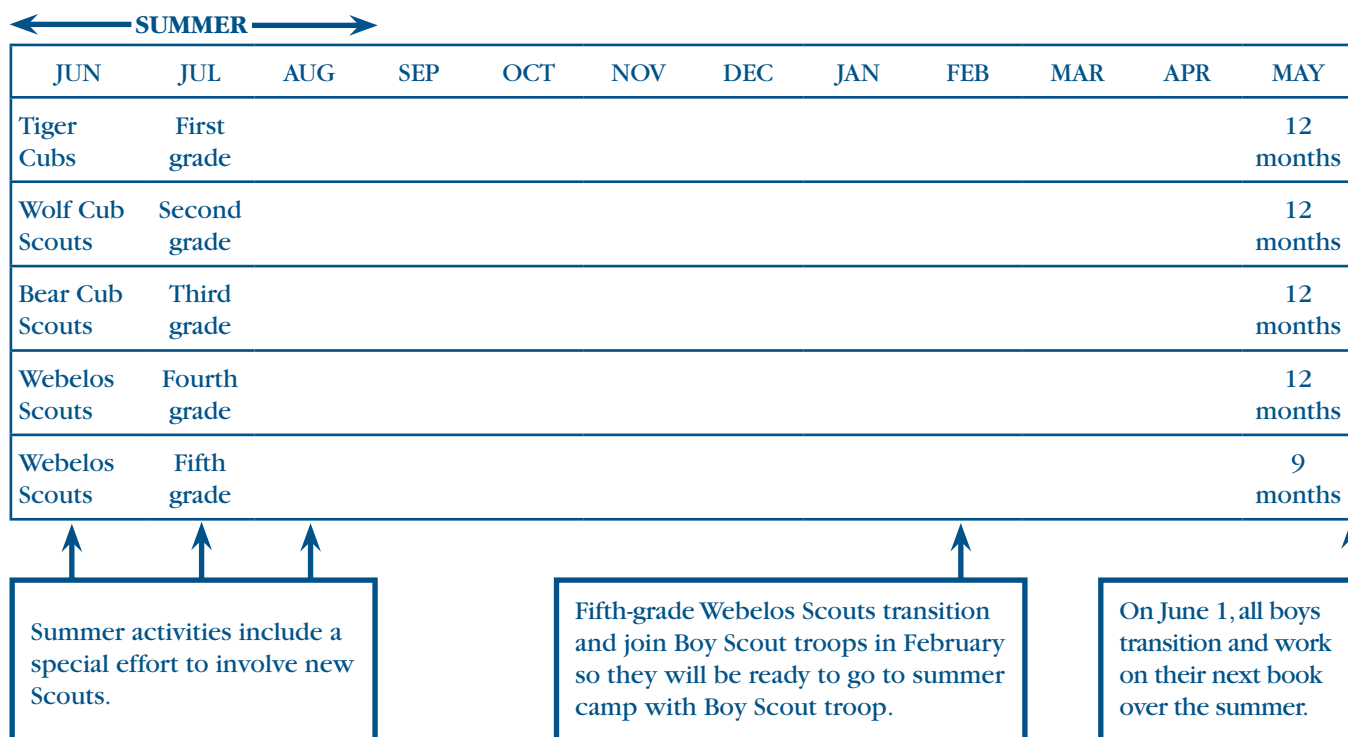 SUMMER
JUN JUL AUG SEP OCT NOV DEC JAN FEB MAR APR MAY
Tiger First 12
Cubs grade months
Wolf Cub Second 12
Scouts grade months
Bear Cub Third 12
Scouts grade months
Webelos Fourth 12
Scouts grade months
Webelos Fifth 9
Scouts grade months
Summer activities include a
special effort to involve new
Scouts.
Fifth-grade Webelos Scouts transition
and join Boy Scout troops in February
so they will be ready to go to summer
camp with Boy Scout troop.
On June 1, all boys
transition and work
on their next book
over the summer.